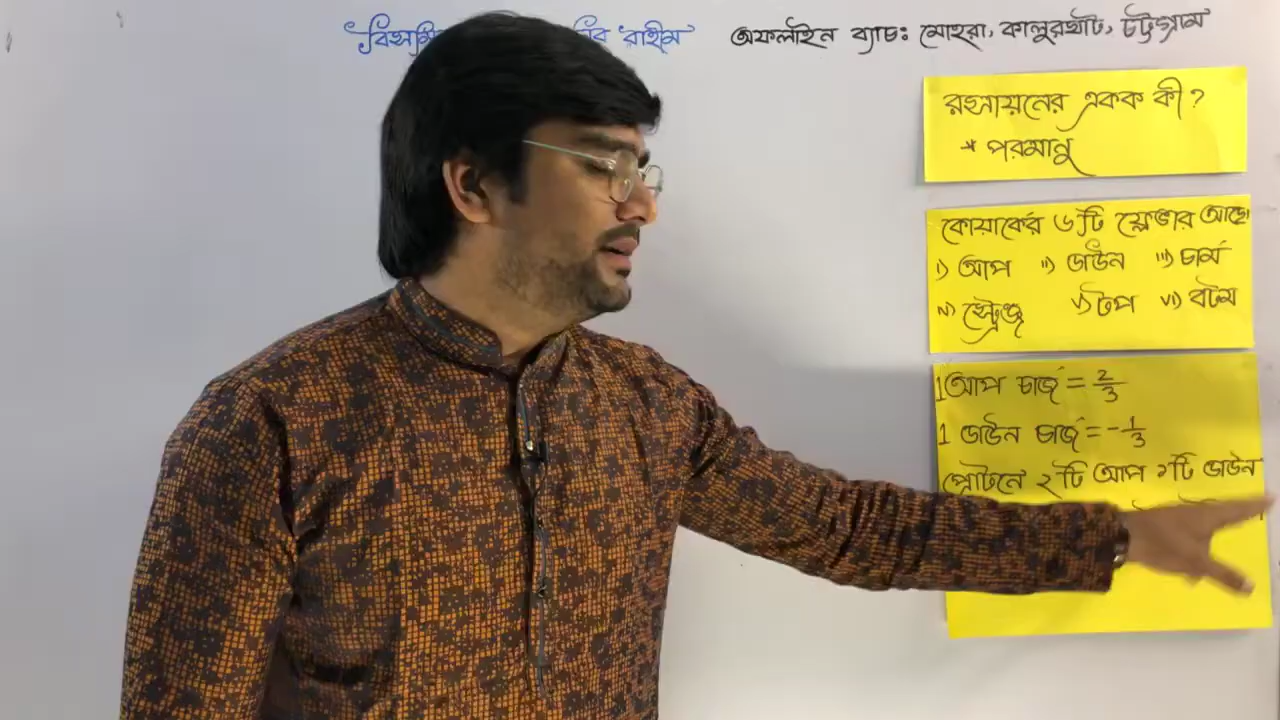 রাহীম
অফলাইন ব্যাচঃ মোহরা, কালুরঘাট, চট্টগ্রাম
রসায়নের একক কী?
* পরমানু
কোয়ার্কের ৬টি ফ্লেভার আছে।
i) আপ ii) ডাউন iii) চার্ম
iv) স্ট্রেঞ্জ v) টপ vi) বটম
1 আপ চার্জ = 2/3
1 ডাউন চার্জ = -1/3
প্রোটনে ২টি আপ ১টি ডাউন